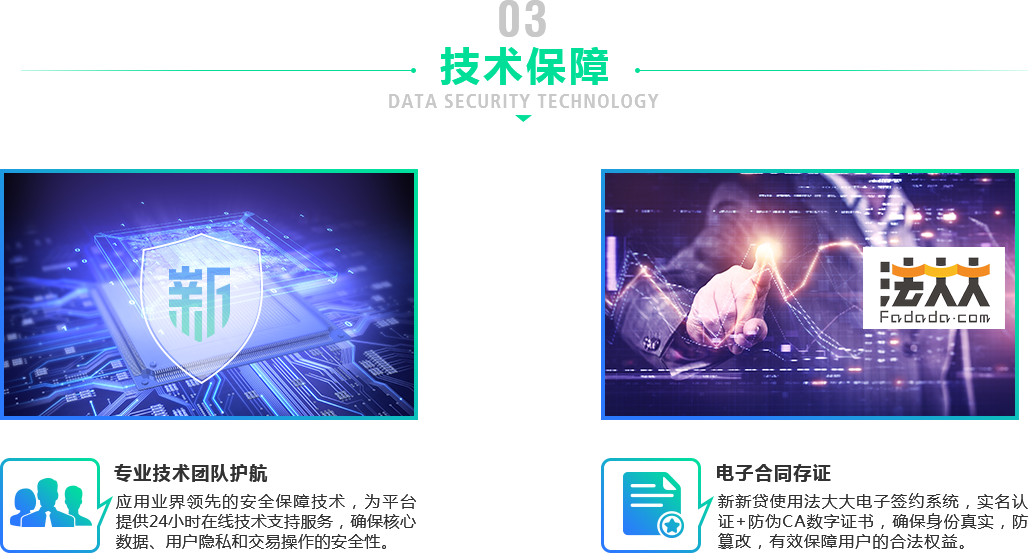 03
技术保障
DATA SECURITY TECHNOLOGY
新
法大大
Fadada.com
专业技术团队护航
应用业界领先的安全保障技术，为平台
提供24小时在线技术支持服务，确保核心
数据、用户隐私和交易操作的安全性。
电子合同存证
新新贷使用法大大电子签约系统，实名认
证+防伪CA数字证书，确保身份真实，防
篡改，有效保障用户的合法权益。